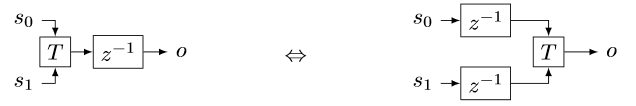 s₀ s₀ z⁻¹
T z⁻¹ o ⇔ T o
s₁ s₁ z⁻¹